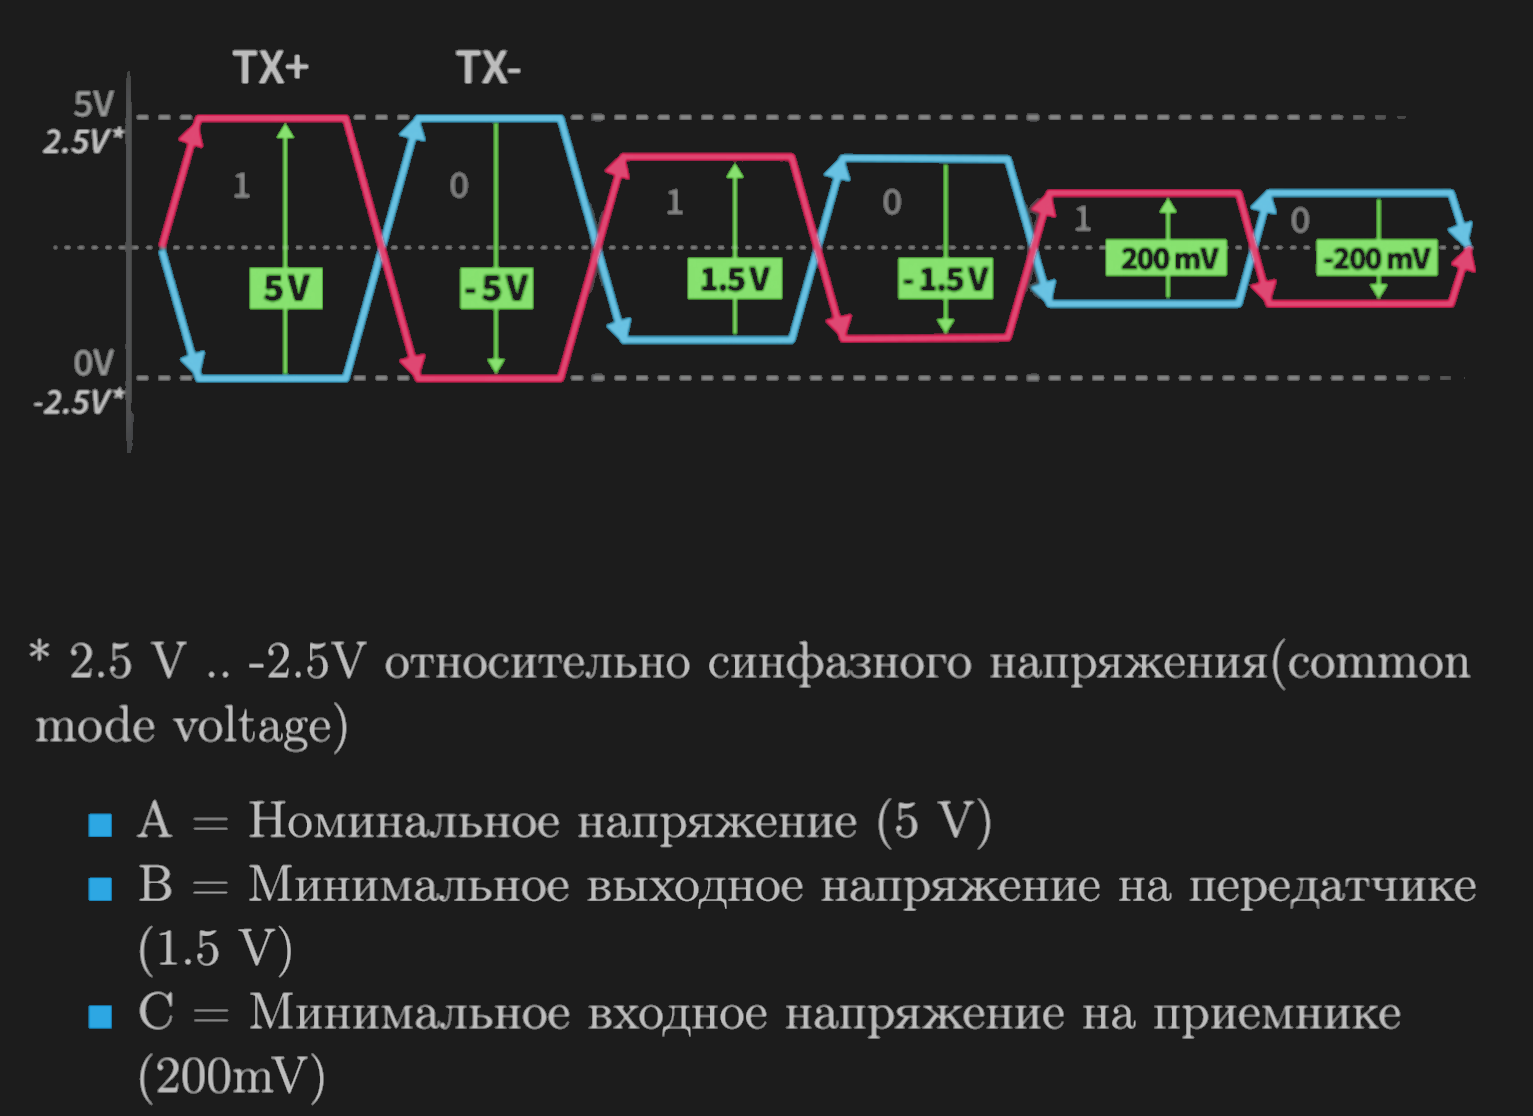 TX+ TX-
5V
2.5V*
1 0 1 0 1 0
5V -5V 1.5V -1.5V 200 mV -200 mV
0V
-2.5V*
* 2.5 V .. -2.5V относительно синфазного напряжения(common
mode voltage)
A = Номинальное напряжение (5 V)
B = Минимальное выходное напряжение на передатчике
(1.5 V)
C = Минимальное входное напряжение на приемнике
(200mV)